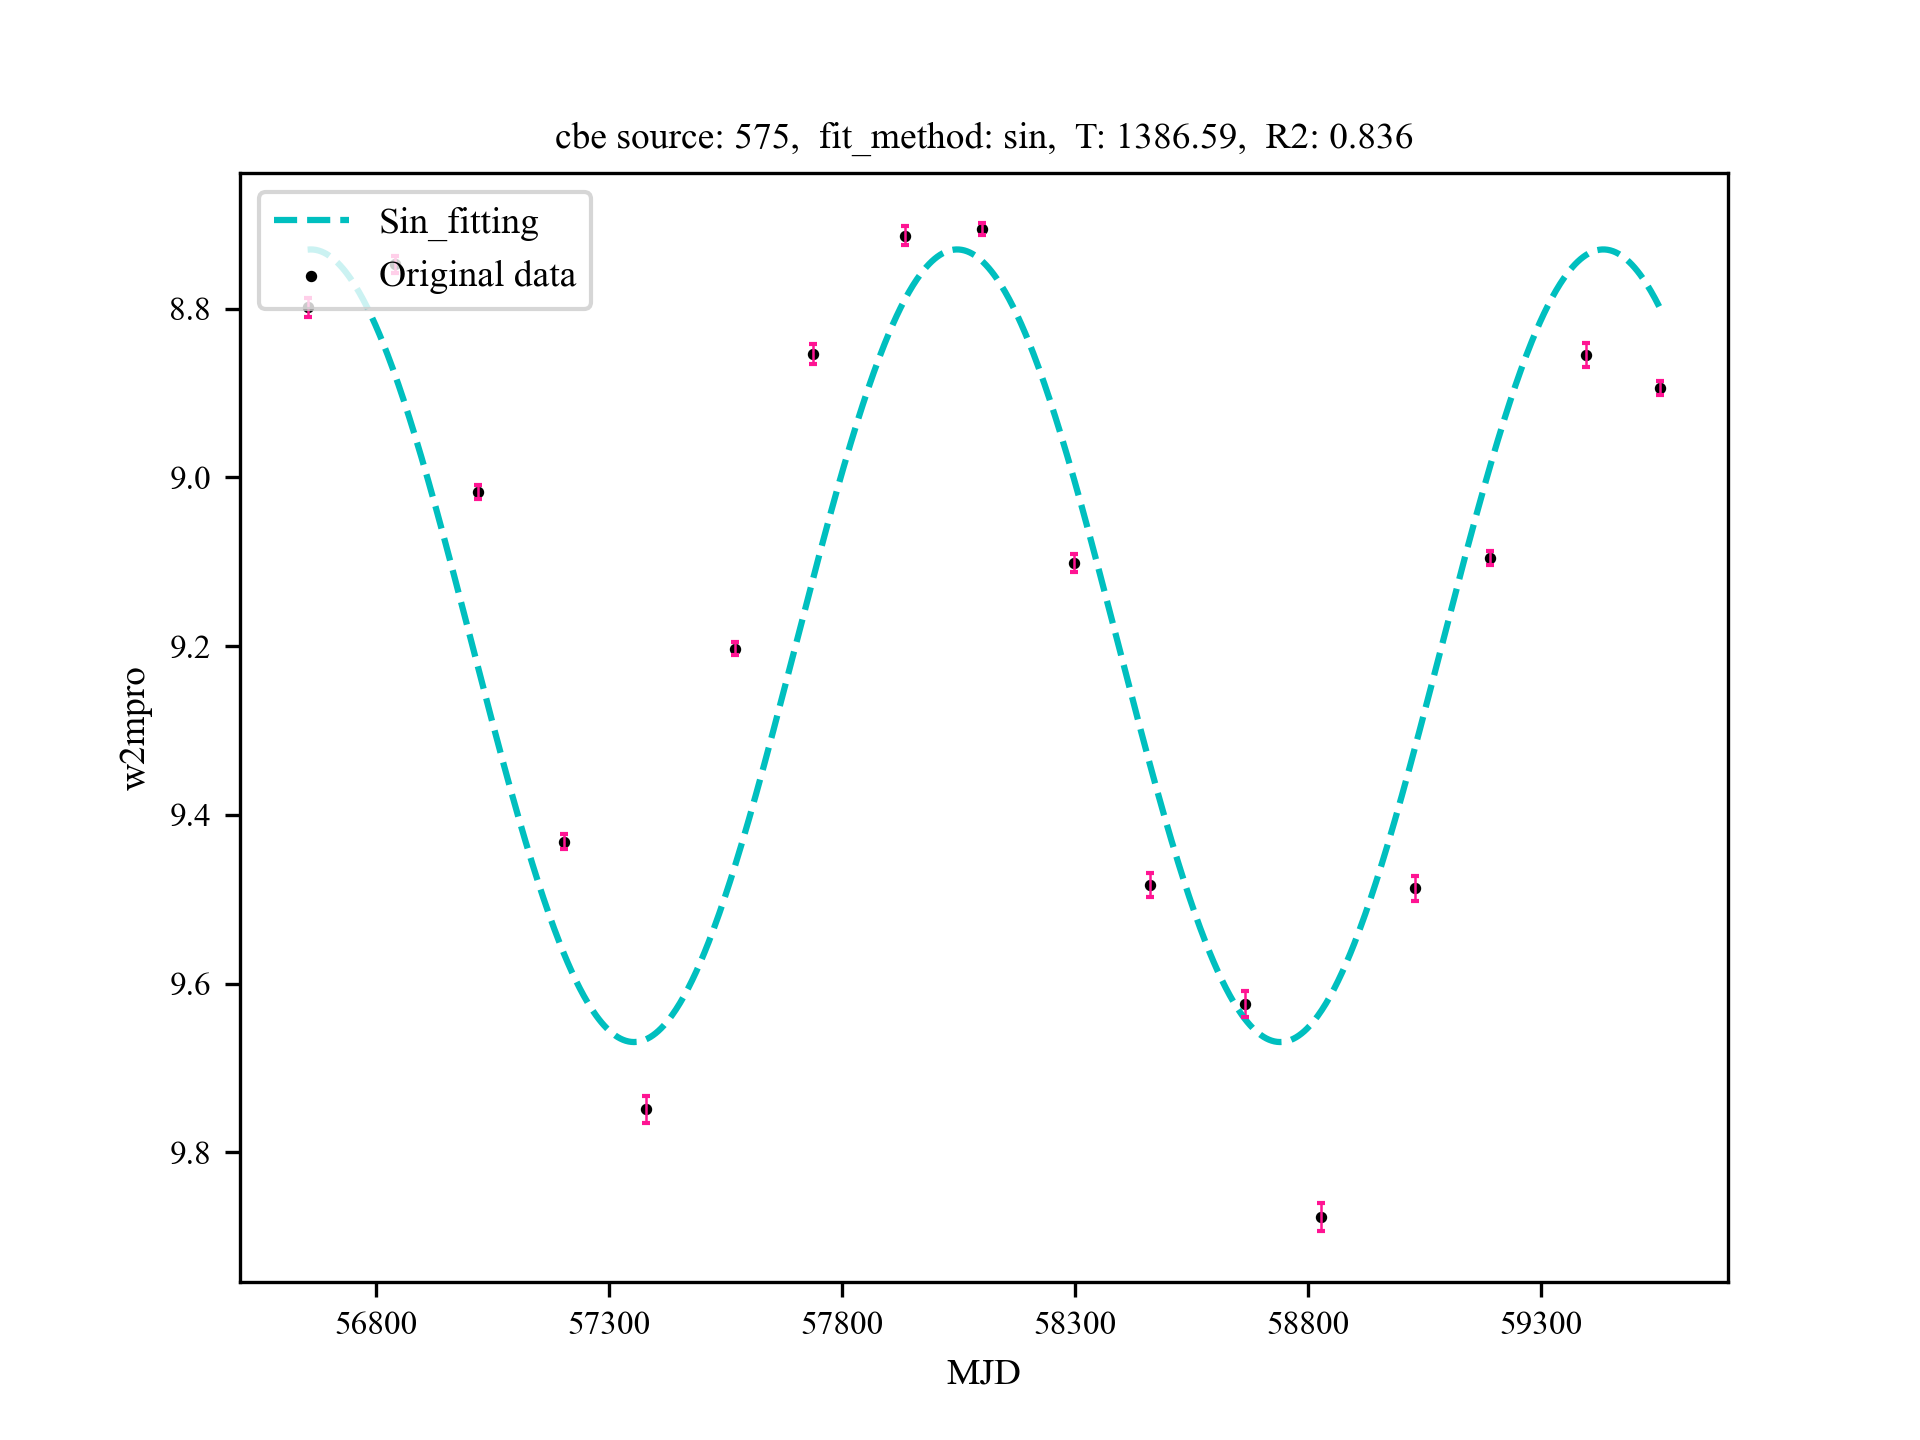 cbe source: 575,  fit_method: sin,  T: 1386.59,  R2: 0.836
Sin_fitting
Original data
8.8
9.0
9.2
9.4
9.6
9.8
w2mpro
56800 57300 57800 58300 58800 59300
MJD